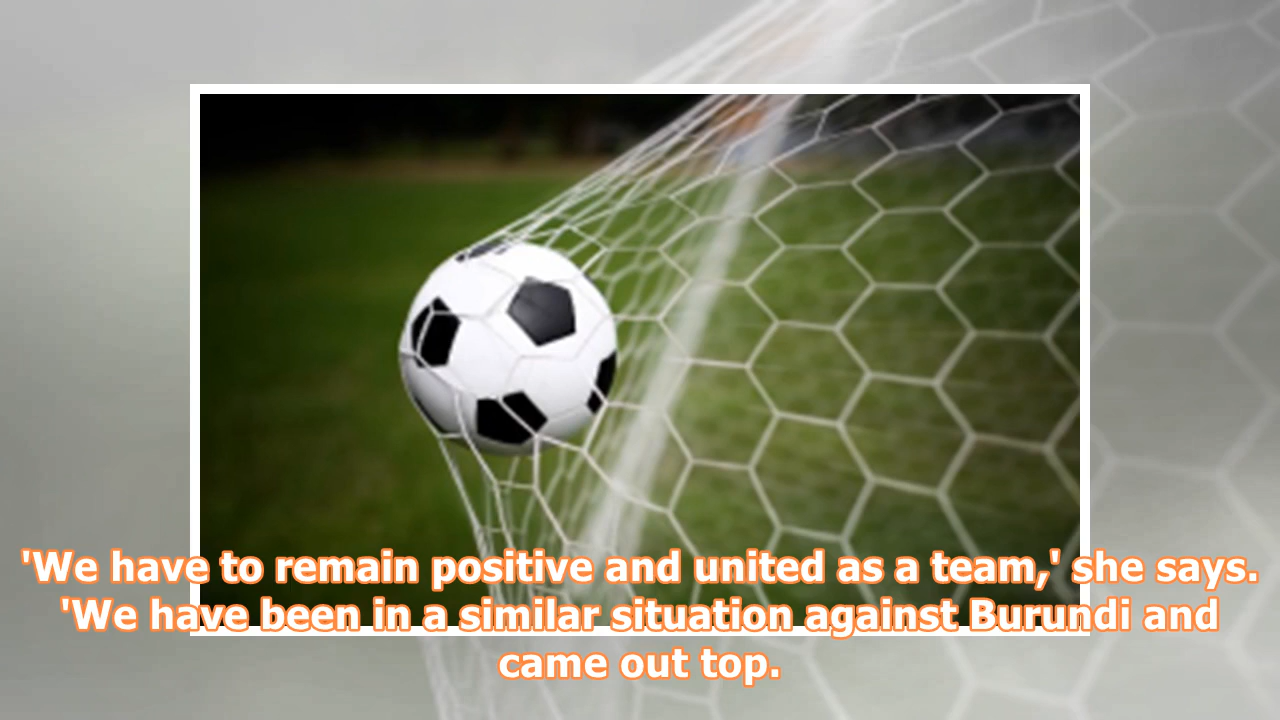 'We have to remain positive and united as a team,' she says.
'We have been in a similar situation against Burundi and
came out top.